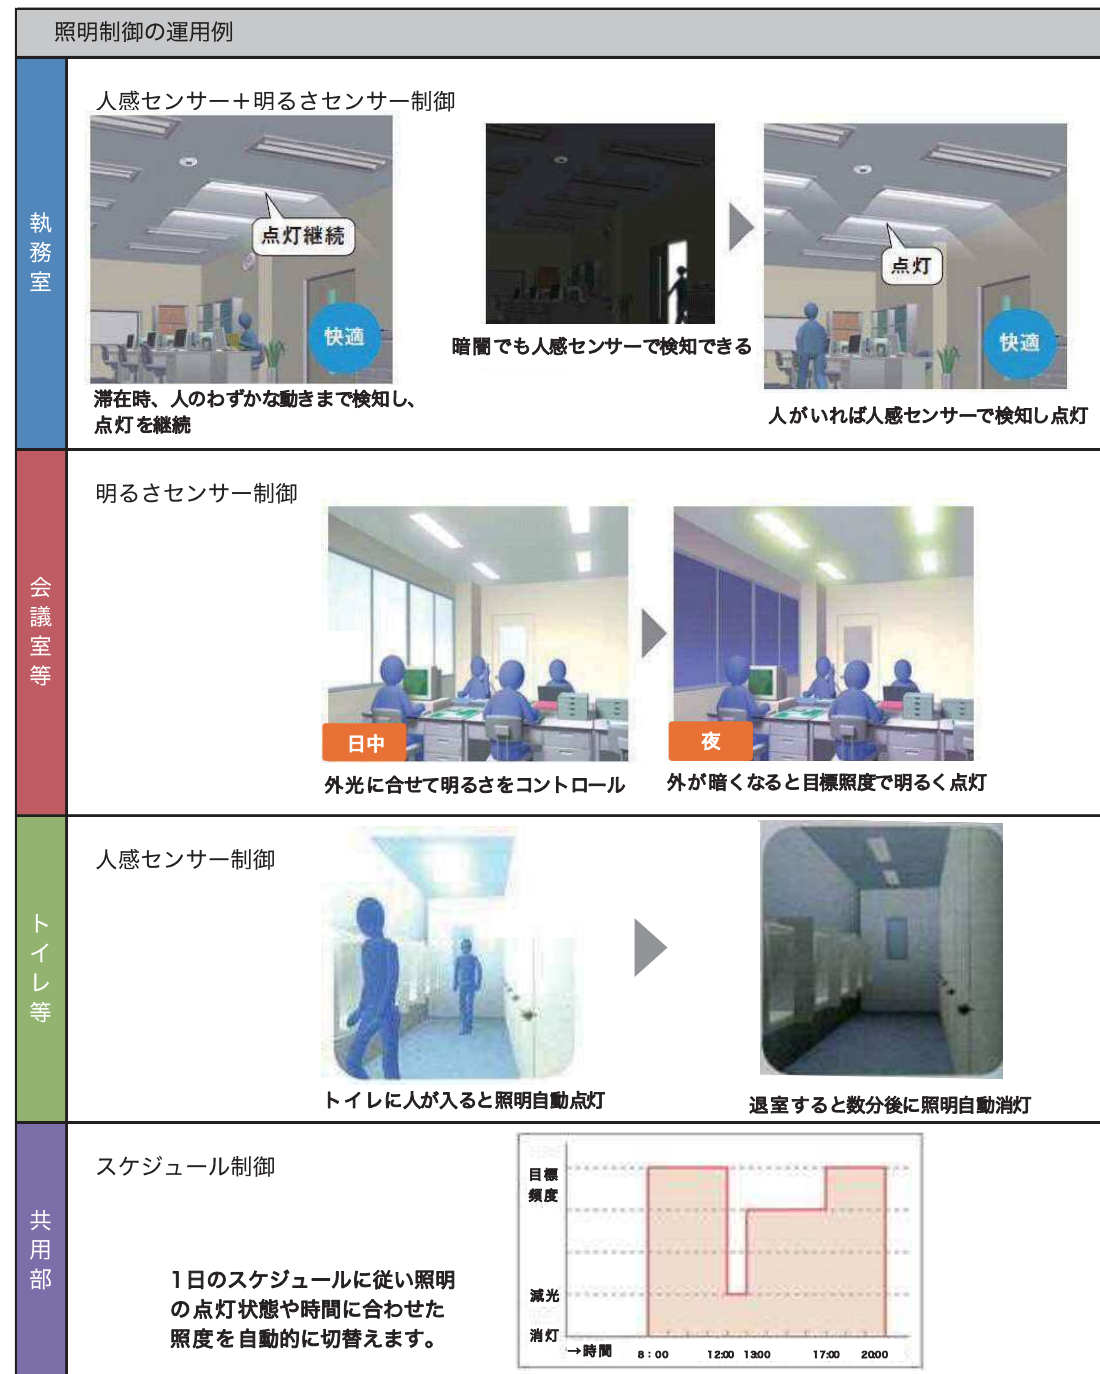 照明制御の運用例
執務室
人感センサー＋明るさセンサー制御
点灯継続
快適
滞在時、人のわずかな動きまで検知し、
点灯を継続
暗闇でも人感センサーで検知できる
点灯
快適
人がいれば人感センサーで検知し点灯
会議室等
明るさセンサー制御
日中
外光に合せて明るさをコントロール
夜
外が暗くなると目標照度で明るく点灯
トイレ等
人感センサー制御
トイレに人が入ると照明自動点灯
退室すると数分後に照明自動消灯
共用部
スケジュール制御
1日のスケジュールに従い照明
の点灯状態や時間に合わせた
照度を自動的に切替えます。
目標
頻度
減光
消灯
→時間 8：00 12:00 13:00 17:00 20:00